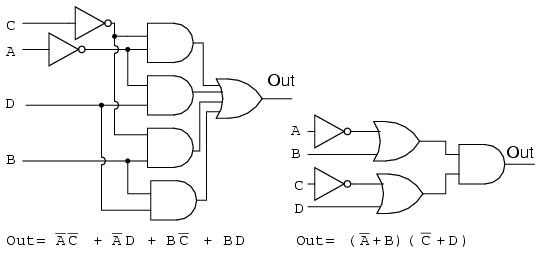 C
A
D
B
Out
Out= A̅C̅ + A̅D + BC̅ + BD
A
B
C
D
Out
Out= (A̅+B)(C̅+D)